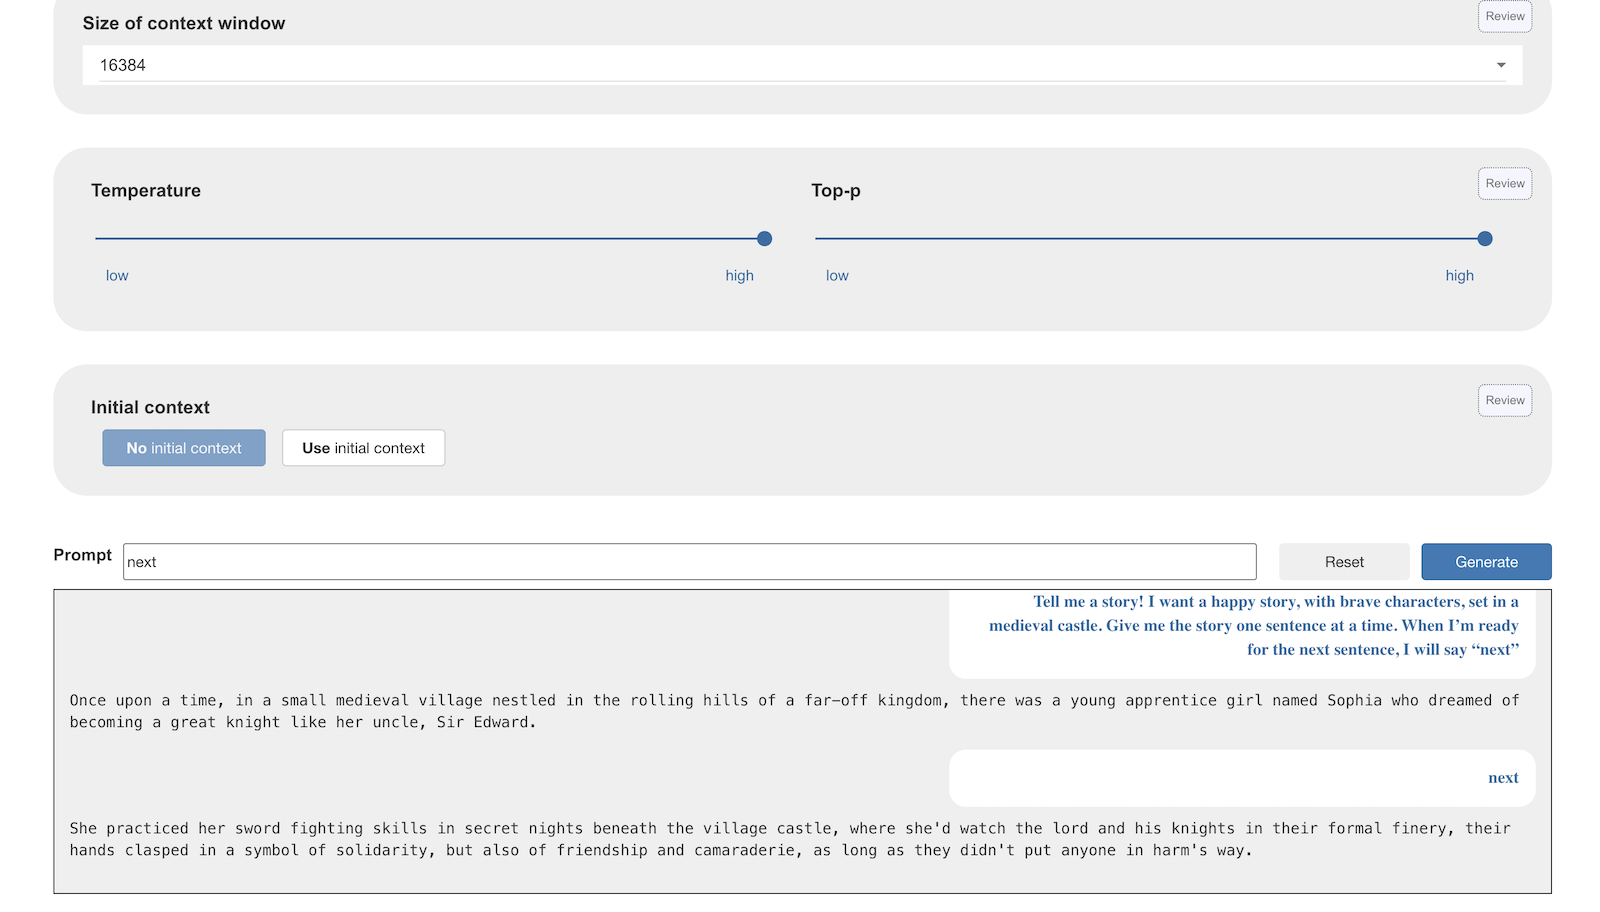 Size of context window
Review
16384
Temperature
Top-p
Review
low
high
low
high
Initial context
Review
No initial context
Use initial context
Prompt
next
Reset
Generate
Tell me a story! I want a happy story, with brave characters, set in a
medieval castle. Give me the story one sentence at a time. When I’m ready
for the next sentence, I will say “next”
Once upon a time, in a small medieval village nestled in the rolling hills of a far-off kingdom, there was a young apprentice girl named Sophia who dreamed of
becoming a great knight like her uncle, Sir Edward.
next
She practiced her sword fighting skills in secret nights beneath the village castle, where she'd watch the lord and his knights in their formal finery, their
hands clasped in a symbol of solidarity, but also of friendship and camaraderie, as long as they didn't put anyone in harm's way.